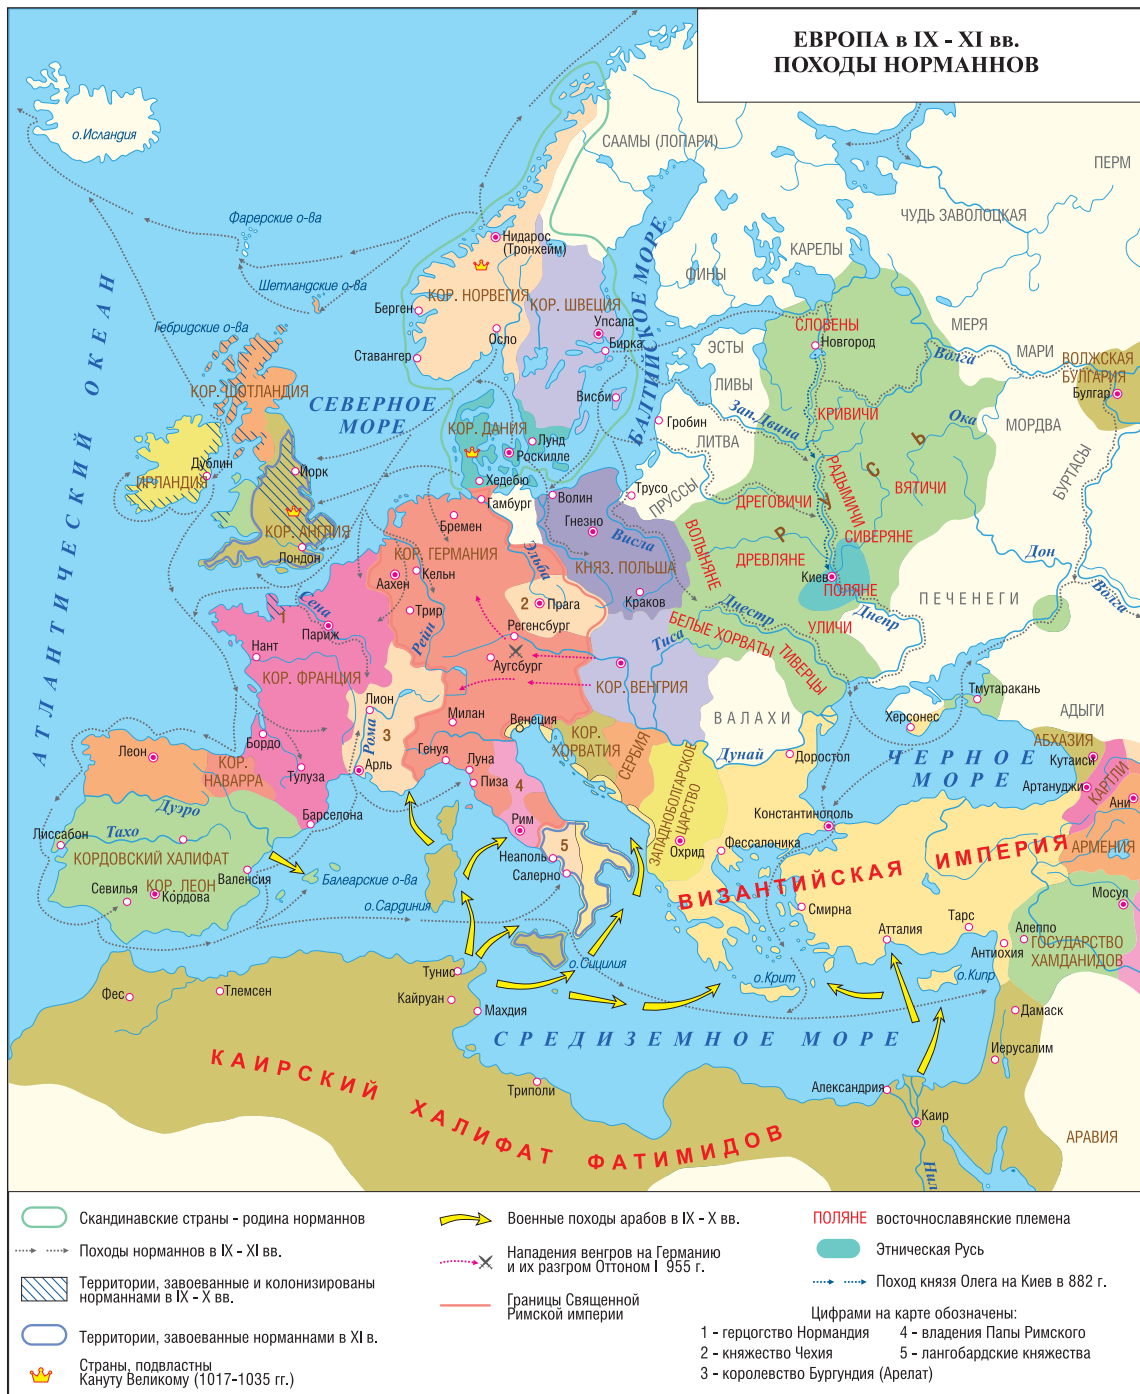 ЕВРОПА в IX - XI вв.
ПОХОДЫ НОРМАННОВ
о.Исландия
СААМЫ (ЛОПАРИ)
ПЕРМ
ЧУДЬ ЗАВОЛОЦКАЯ
Фарерские о-ва
Нидарос
(Тронхейм)
КАРЕЛЫ
ФИНЫ
Шетландские о-ва
КОР. НОРВЕГИЯ
КОР. ШВЕЦИЯ
БАЛТИЙСКОЕ МОРЕ
АТЛАНТИЧЕСКИЙ ОКЕАН
Берген
Гебридские о-ва
Осло
Упсала
Бирка
Ставангер
СЛОВЕНЫ
Новгород
МЕРЯ
Волга
МАРИ
ВОЛЖСКАЯ
БУЛГАРИЯ
Булгар
ЭСТЫ
ЛИВЫ
КОР. ШОТЛАНДИЯ
СЕВЕРНОЕ
МОРЕ
Висби
Зап.Двина
КРИВИЧИ
Ока
МОРДВА
Гробин
ЛИТВА
КОР. ДАНИЯ
Лунд
Роскилле
Дублин
ИРЛАНДИЯ
Йорк
Хедебю
Гамбург
Волин
Трусо
ПРУССЫ
РАДЫМИЧИ
РУСЬ
ВЯТИЧИ
БУРТАСЫ
ДРЕГОВИЧИ
КОР. АНГЛИЯ
Лондон
Бремен
Гнезно
Висла
ВОЛЫНЯНЕ
СИВЕРЯНЕ
Дон
КОР. ГЕРМАНИЯ
Эльба
КНЯЗ. ПОЛЬША
ДРЕВЛЯНЕ
Киев
ПОЛЯНЕ
Кельн
Аахен
Краков
ПЕЧЕНЕГИ
Волга
Сена
1
Париж
Трир
2
Прага
Днестр
Днепр
Рейн
Регенсбург
БЕЛЫЕ ХОРВАТЫ
УЛИЧИ
Нант
Аугсбург
Тиса
ТИВЕРЦЫ
КОР. ФРАНЦИЯ
КОР. ВЕНГРИЯ
Лион
Милан
Венеция
ВАЛАХИ
Херсонес
Тмутаракань
АДЫГИ
Рома
3
Леон
КОР.
НАВАРРА
Бордо
Тулуза
Арль
Генуя
Луна
Пиза
КОР.
ХОРВАТИЯ
СЕРБИЯ
Дунай
Доростол
ЧЕРНОЕ
МОРЕ
АБХАЗИЯ
Кутаиси
Артануджи
КАРТЛИ
Ани
4
Дуэро
Барселона
Рим
ЗАПАДНОБОЛГАРСКОЕ
ЦАРСТВО
Константинополь
Лиссабон
Тахо
КОРДОВСКИЙ ХАЛИФАТ
5
Неаполь
Салерно
Охрид
Фессалоника
ВИЗАНТИЙСКАЯ ИМПЕРИЯ
АРМЕНИЯ
Валенсия
КОР. ЛЕОН
Севилья
Кордова
Балеарские о-ва
о.Сардиния
Смирна
Тарс
Мосул
Атталия
Алеппо
Антиохия
ГОСУДАРСТВО
ХАМДАНИДОВ
Тунис
о.Сицилия
о.Крит
о.Кипр
Фес
Тлемсен
Кайруан
Махдия
Дамаск
СРЕДИЗЕМНОЕ МОРЕ
Иерусалим
КАИРСКИЙ ХАЛИФАТ ФАТИМИДОВ
Триполи
Александрия
Каир
АРАВИЯ
Нил
Скандинавские страны - родина норманнов
Походы норманнов в IX - XI вв.
Территории, завоеванные и колонизированы
норманнами в IX - X вв.
Территории, завоеванные норманнами в XI в.
Страны, подвластны
Кануту Великому (1017-1035 гг.)
Военные походы арабов в IX - X вв.
Нападения венгров на Германию
и их разгром Оттоном I 955 г.
Границы Священной
Римской империи
ПОЛЯНЕ восточнославянские племена
Этническая Русь
Поход князя Олега на Киев в 882 г.
Цифрами на карте обозначены:
1 - герцогство Нормандия
4 - владения Папы Римского
2 - княжество Чехия
5 - лангобардские княжества
3 - королевство Бургундия (Арелат)